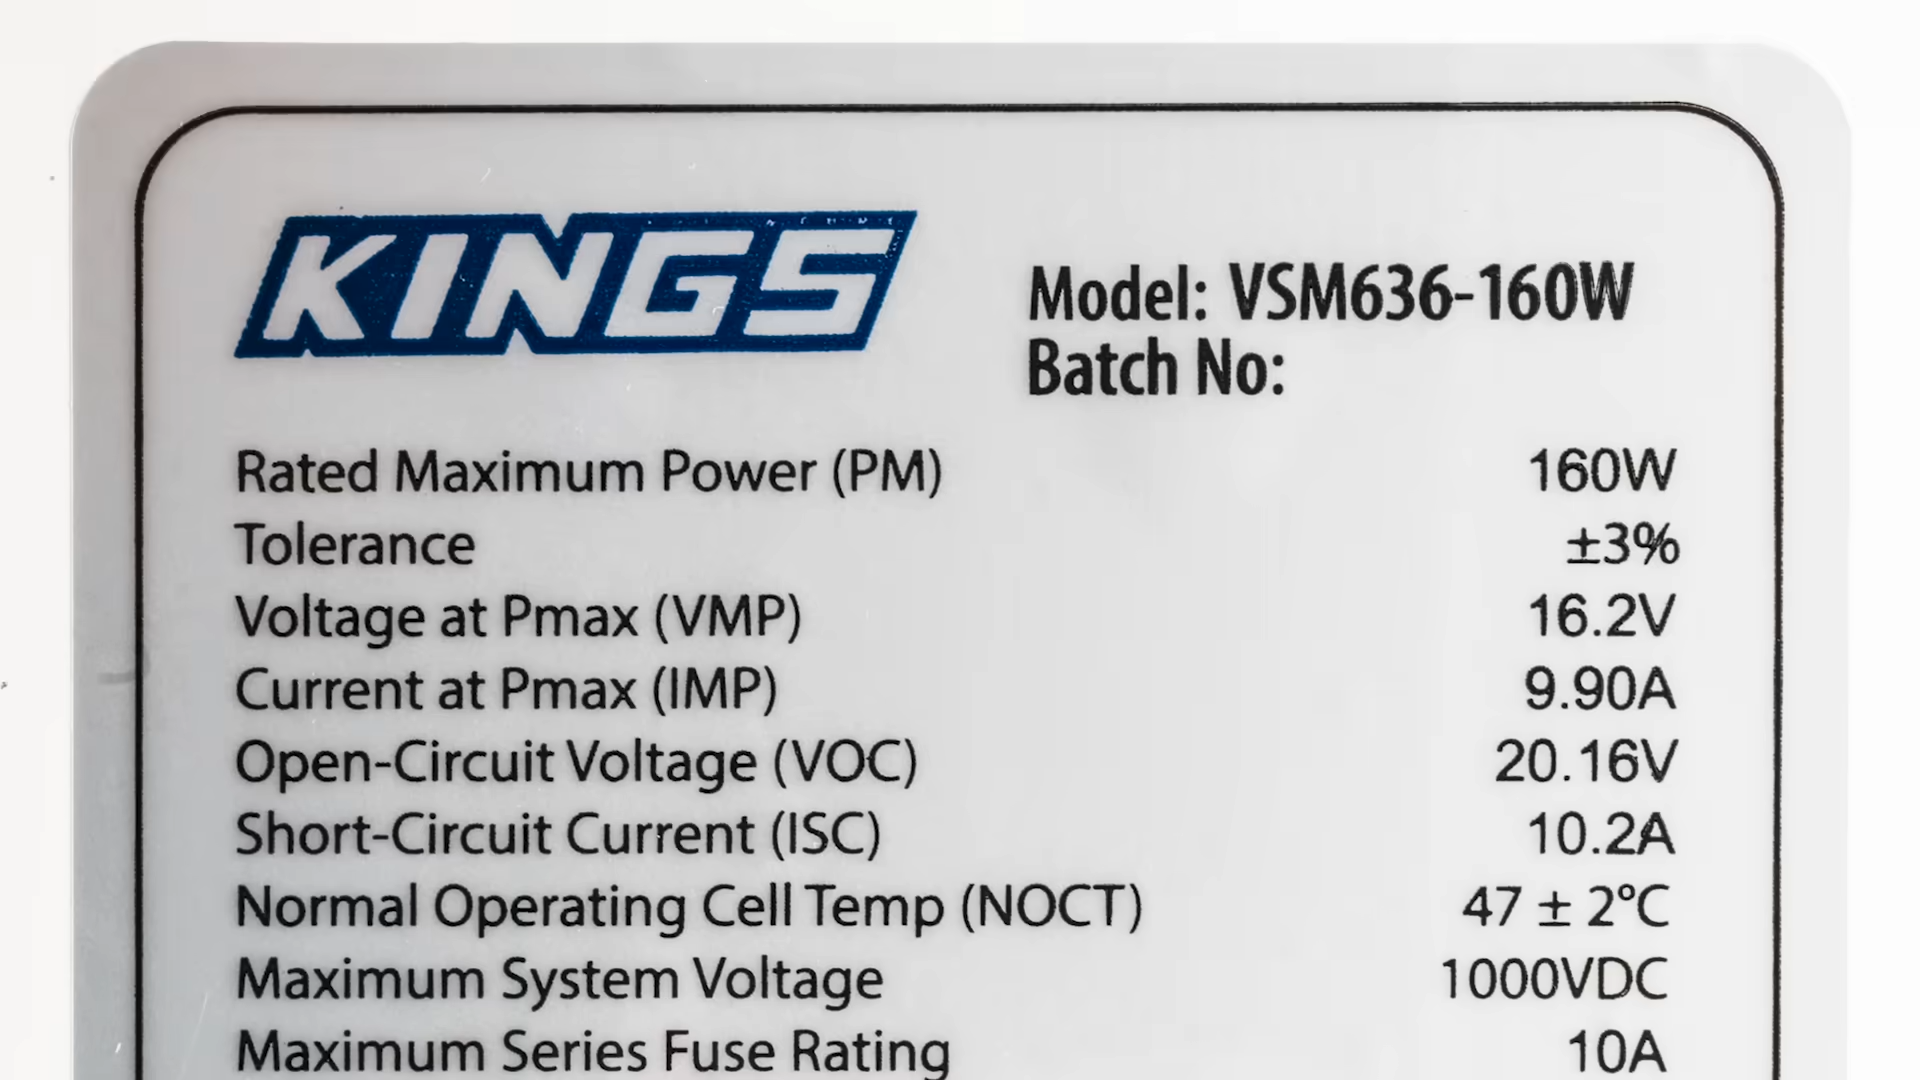 KINGS
Model: VSM636-160W
Batch No:
Rated Maximum Power (PM) 160W
Tolerance ±3%
Voltage at Pmax (VMP) 16.2V
Current at Pmax (IMP) 9.90A
Open-Circuit Voltage (VOC) 20.16V
Short-Circuit Current (ISC) 10.2A
Normal Operating Cell Temp (NOCT) 47 ± 2°C
Maximum System Voltage 1000VDC
Maximum Series Fuse Rating 10A